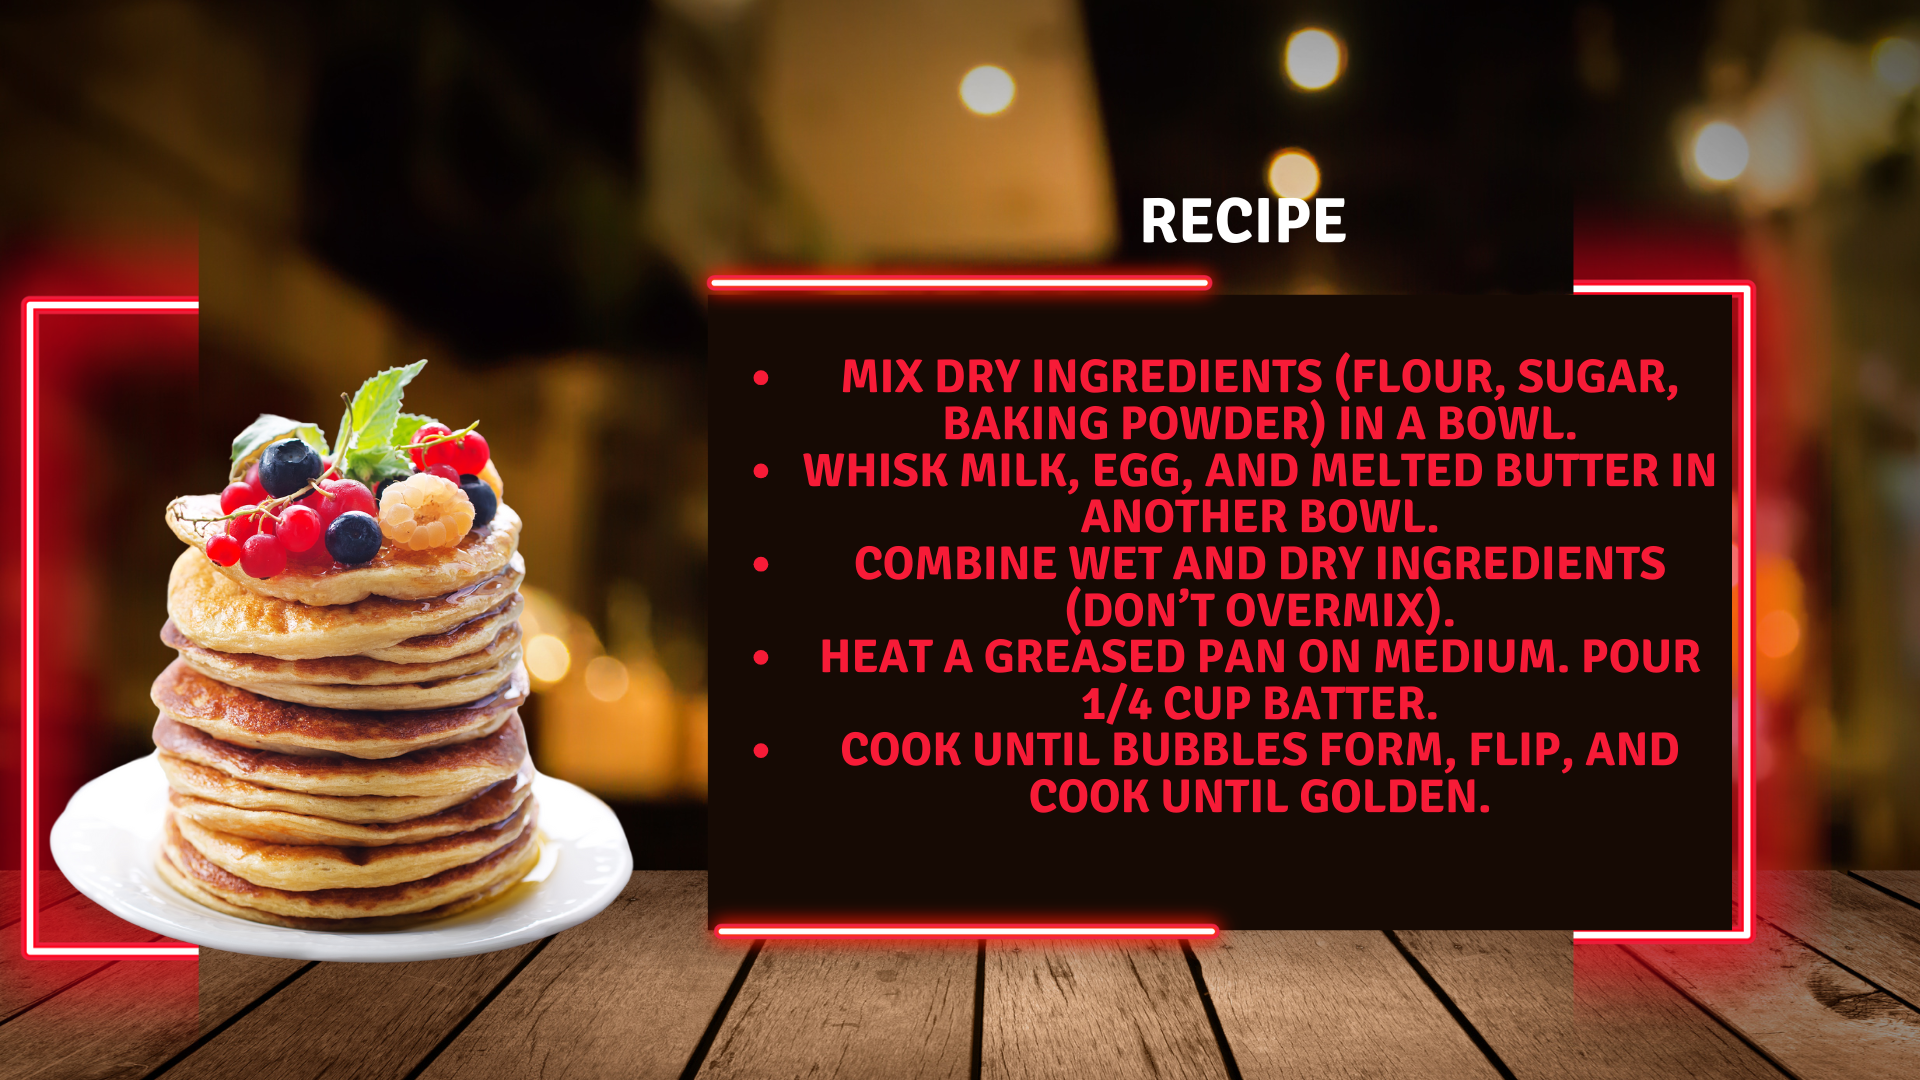 RECIPE
• MIX DRY INGREDIENTS (FLOUR, SUGAR,
BAKING POWDER) IN A BOWL.
• WHISK MILK, EGG, AND MELTED BUTTER IN
ANOTHER BOWL.
• COMBINE WET AND DRY INGREDIENTS
(DON’T OVERMIX).
• HEAT A GREASED PAN ON MEDIUM. POUR
1/4 CUP BATTER.
• COOK UNTIL BUBBLES FORM, FLIP, AND
COOK UNTIL GOLDEN.